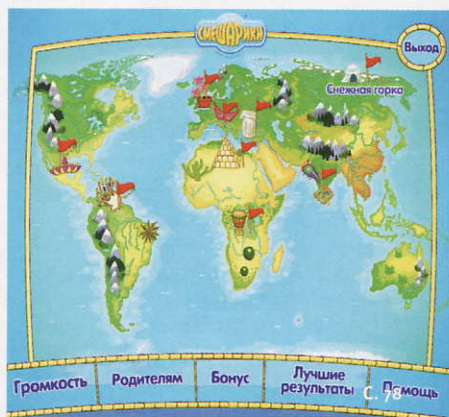 СМЕШАРИКИ
Выход
Снежная горка
Громкость
Родителям
Бонус
Лучшие
результаты
Помощь
С. 78